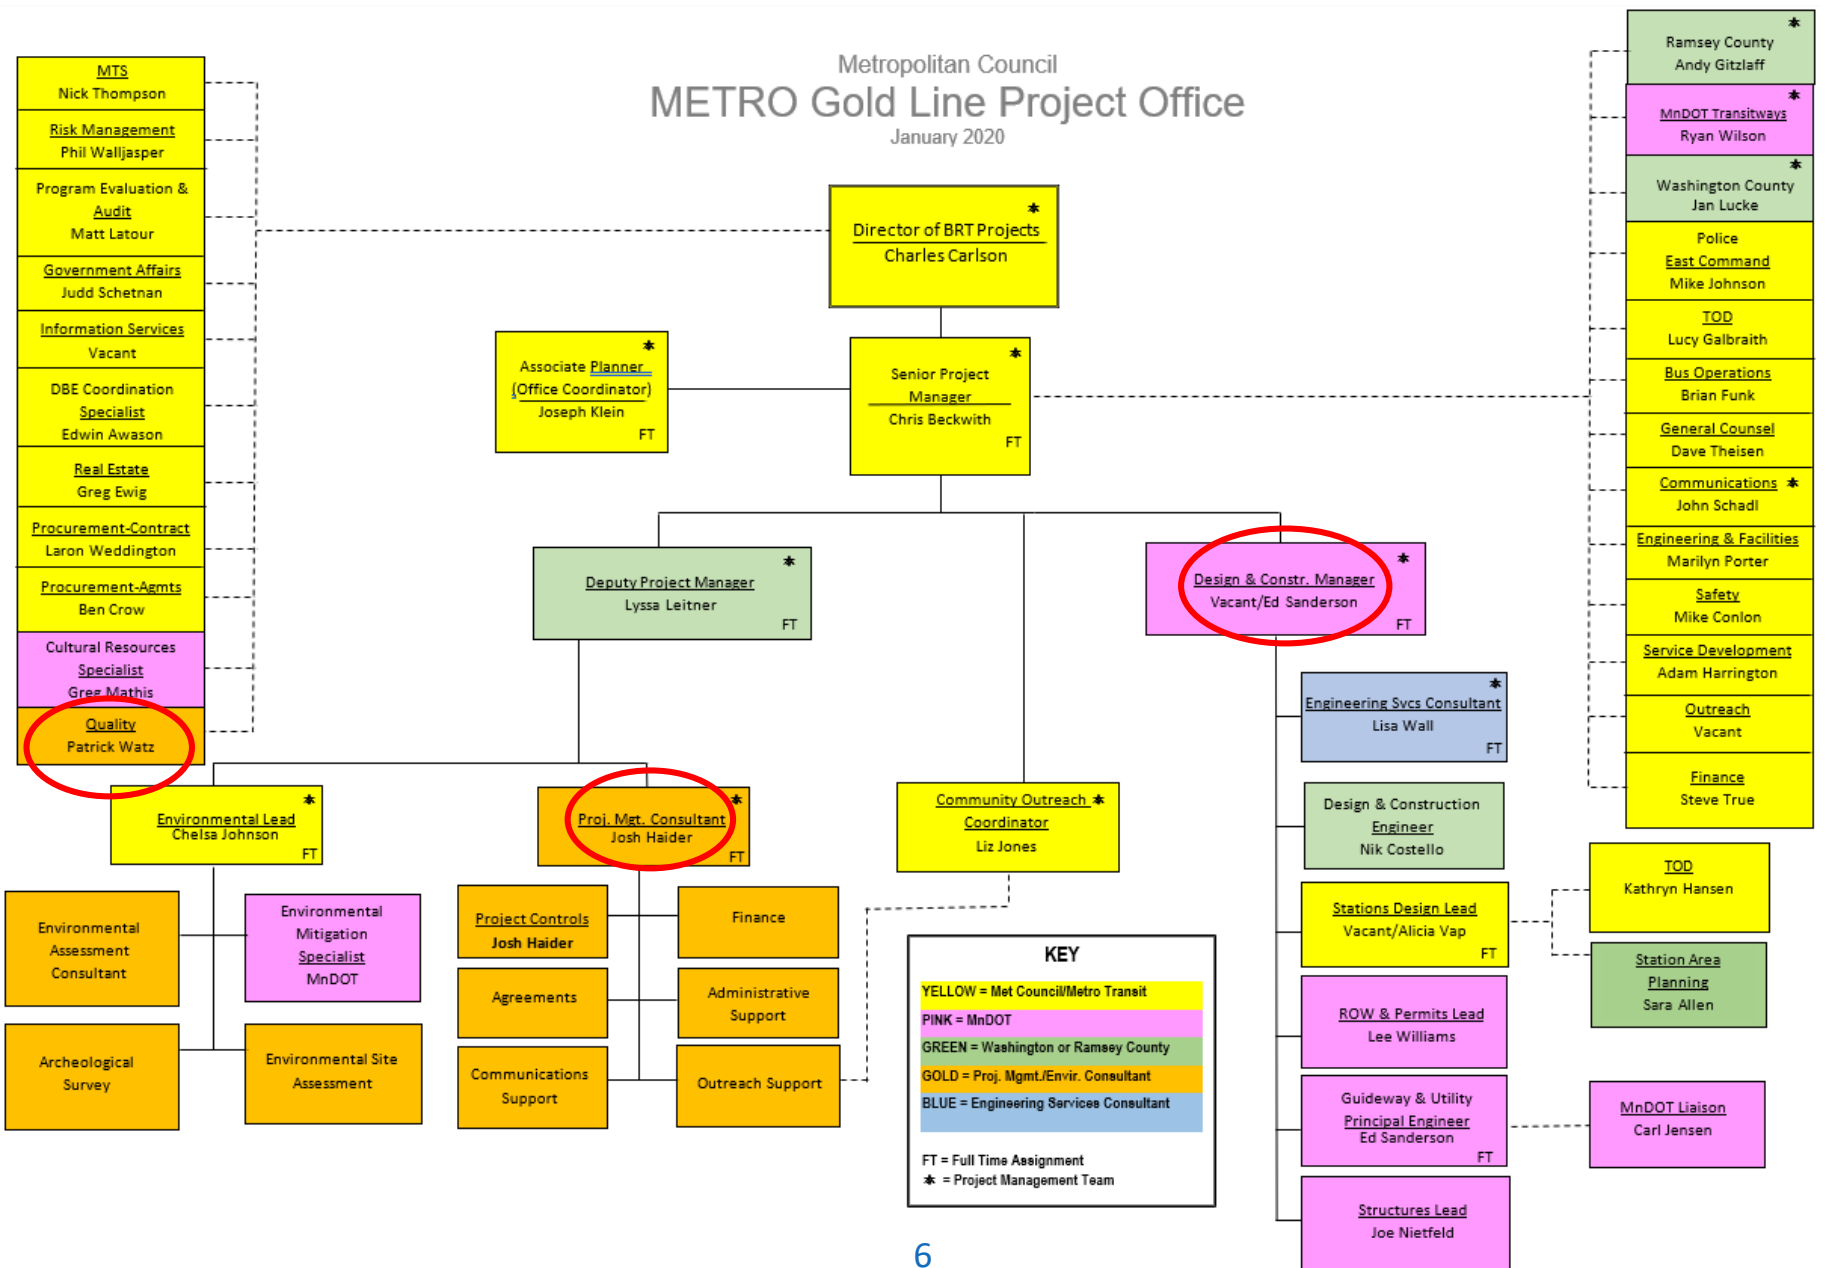 Metropolitan Council
METRO Gold Line Project Office
January 2020
MTS
Nick Thompson
Risk Management
Phil Walljasper
Program Evaluation &
Audit
Matt Latour
Government Affairs
Judd Schetnan
Information Services
Vacant
DBE Coordination
Specialist
Edwin Awason
Real Estate
Greg Ewig
Procurement-Contract
Laron Weddington
Procurement-Agmts
Ben Crow
Cultural Resources
Specialist
Greg Mathis
Quality
Patrick Watz
Director of BRT Projects
Charles Carlson
Associate Planner
(Office Coordinator)
Joseph Klein
FT
Senior Project
Manager
Chris Beckwith
FT
Ramsey County
Andy Gitzlaff
MnDOT Transitways
Ryan Wilson
Washington County
Jan Lucke
Police
East Command
Mike Johnson
TOD
Lucy Galbraith
Bus Operations
Brian Funk
General Counsel
Dave Theisen
Communications
John Schadl
Engineering & Facilities
Marilyn Porter
Safety
Mike Conlon
Service Development
Adam Harrington
Outreach
Vacant
Finance
Steve True
Deputy Project Manager
Lyssa Leitner
FT
Design & Constr. Manager
Vacant/Ed Sanderson
FT
Environmental Lead
Chelsa Johnson
FT
Proj. Mgt. Consultant
Josh Haider
FT
Community Outreach
Coordinator
Liz Jones
Engineering Svcs Consultant
Lisa Wall
FT
Design & Construction
Engineer
Nik Costello
Stations Design Lead
Vacant/Alicia Vap
FT
TOD
Kathryn Hansen
Station Area
Planning
Sara Allen
ROW & Permits Lead
Lee Williams
Guideway & Utility
Principal Engineer
Ed Sanderson
FT
MnDOT Liaison
Carl Jensen
Structures Lead
Joe Nietfeld
Environmental
Assessment
Consultant
Environmental
Mitigation
Specialist
MnDOT
Archeological
Survey
Environmental Site
Assessment
Project Controls
Josh Haider
Finance
Agreements
Administrative
Support
Communications
Support
Outreach Support
KEY
YELLOW = Met Council/Metro Transit
PINK = MnDOT
GREEN = Washington or Ramsey County
GOLD = Proj. Mgmt./Envir. Consultant
BLUE = Engineering Services Consultant
FT = Full Time Assignment
* = Project Management Team
6